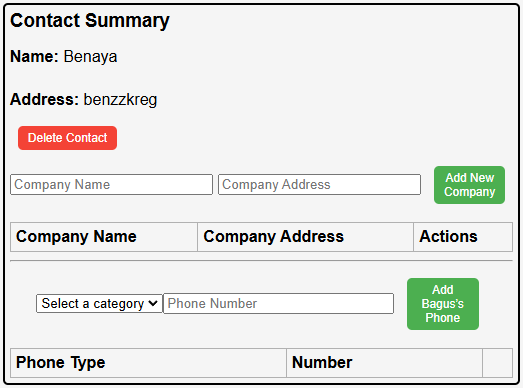 Contact Summary
Name: Benaya
Address: benzzkreg
Delete Contact
Company Name Company Address Add New
Company
Company Name Company Address Actions
Select a category Phone Number Add
Bagus's
Phone
Phone Type Number